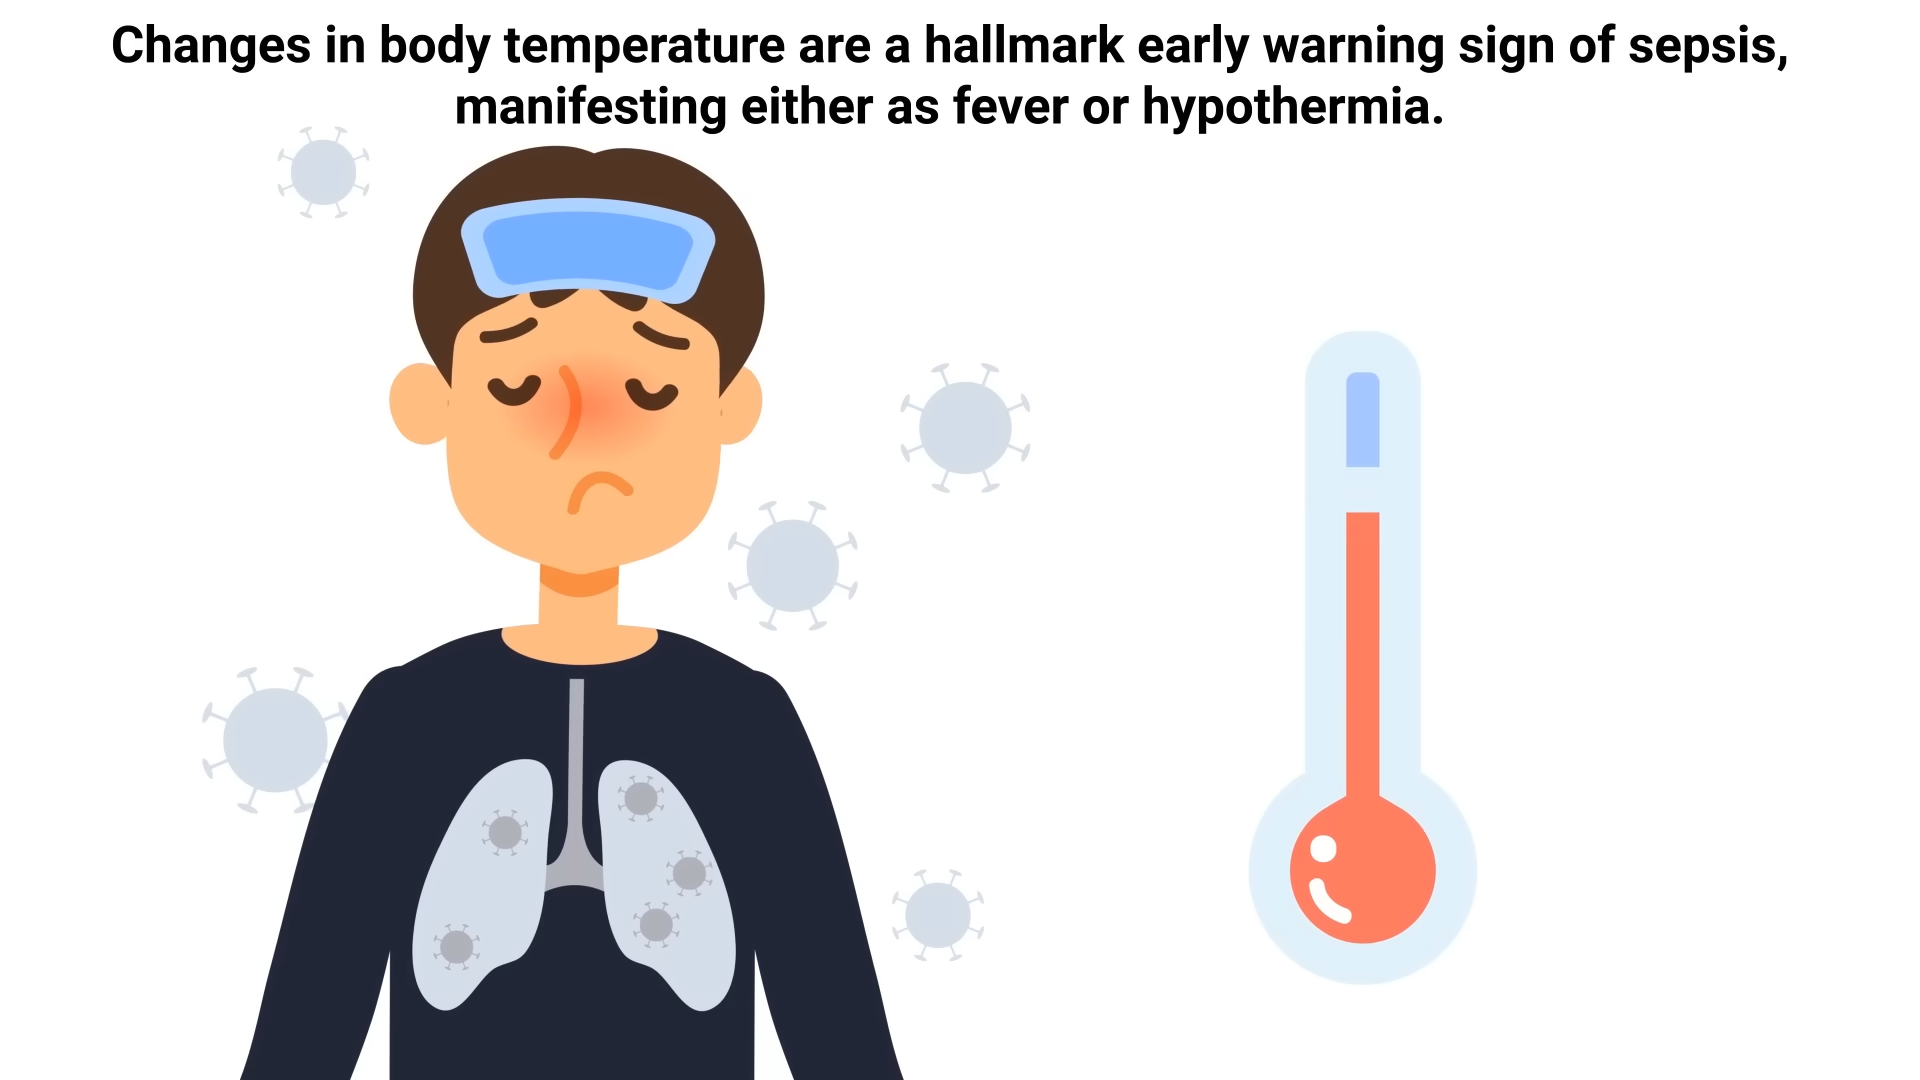 Changes in body temperature are a hallmark early warning sign of sepsis,
manifesting either as fever or hypothermia.